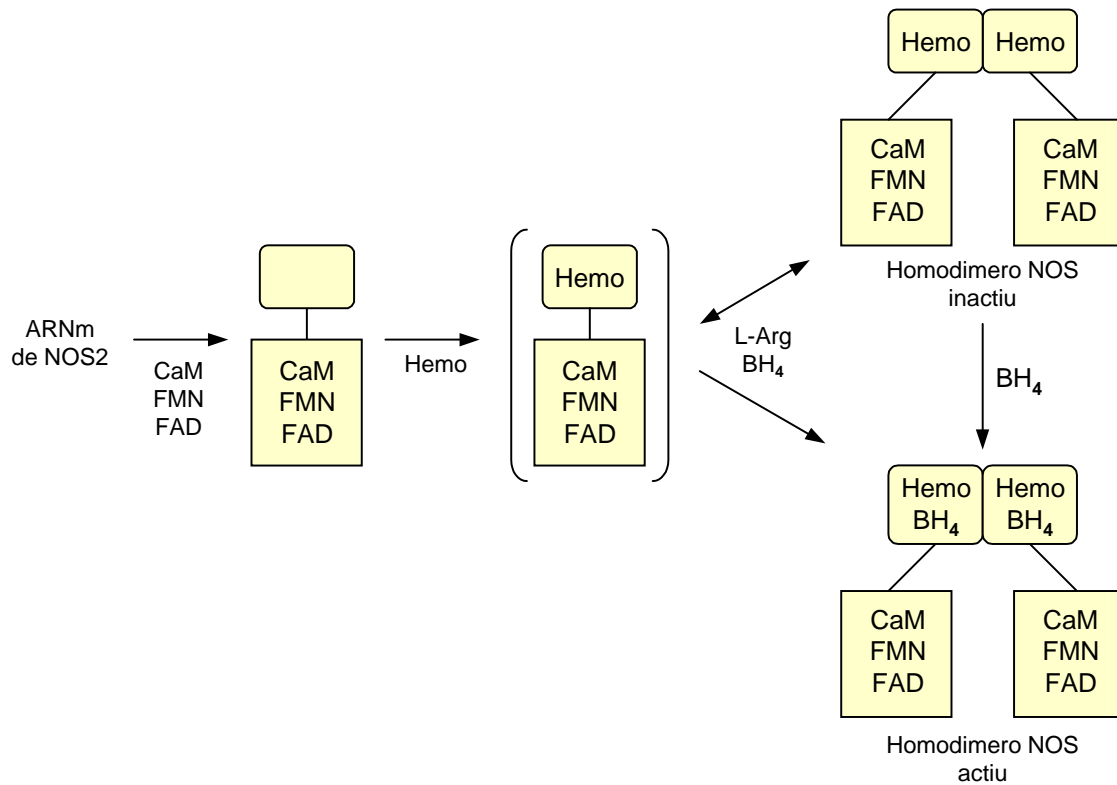 ARNm
de NOS2
CaM
FMN
FAD
CaM
FMN
FAD
Hemo
Hemo
CaM
FMN
FAD
L-Arg
BH₄
Hemo Hemo
CaM
FMN
FAD
CaM
FMN
FAD
Homodimero NOS
inactiu
BH₄
Hemo
BH₄
Hemo
BH₄
CaM
FMN
FAD
CaM
FMN
FAD
Homodimero NOS
actiu